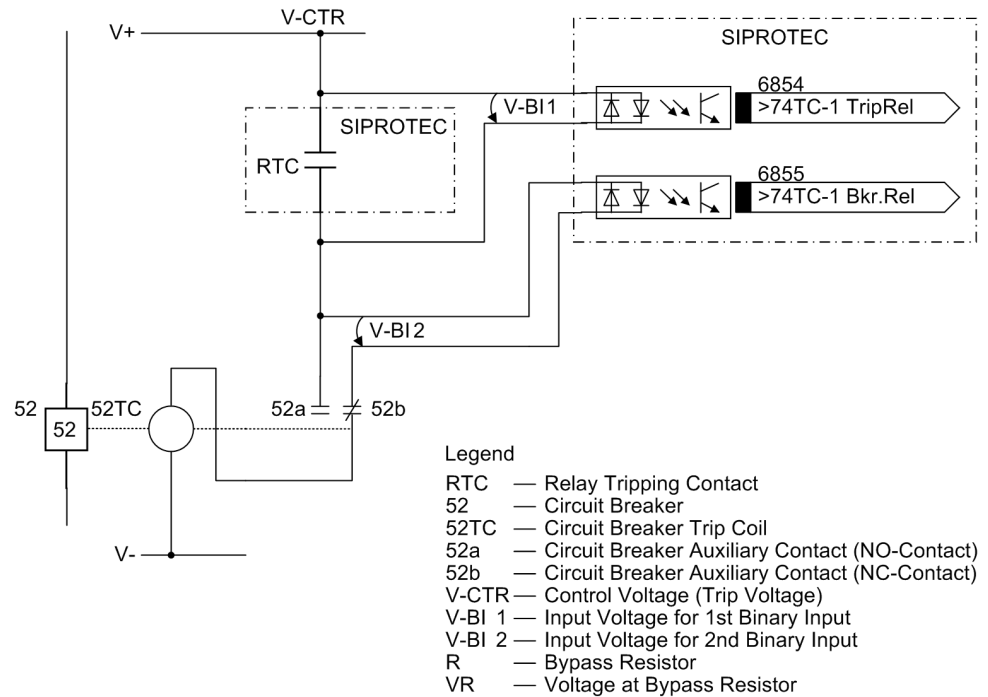 V-CTR
V+
SIPROTEC
6854
>74TC-1 TripRel
V-BI1
SIPROTEC
RTC
6855
>74TC-1 Bkr.Rel
V-BI 2
52
52TC
52a
52b
52
Legend
RTC — Relay Tripping Contact
52 — Circuit Breaker
52TC — Circuit Breaker Trip Coil
52a — Circuit Breaker Auxiliary Contact (NO-Contact)
52b — Circuit Breaker Auxiliary Contact (NC-Contact)
V-CTR — Control Voltage (Trip Voltage)
V-BI 1 — Input Voltage for 1st Binary Input
V-BI 2 — Input Voltage for 2nd Binary Input
R — Bypass Resistor
VR — Voltage at Bypass Resistor
V-